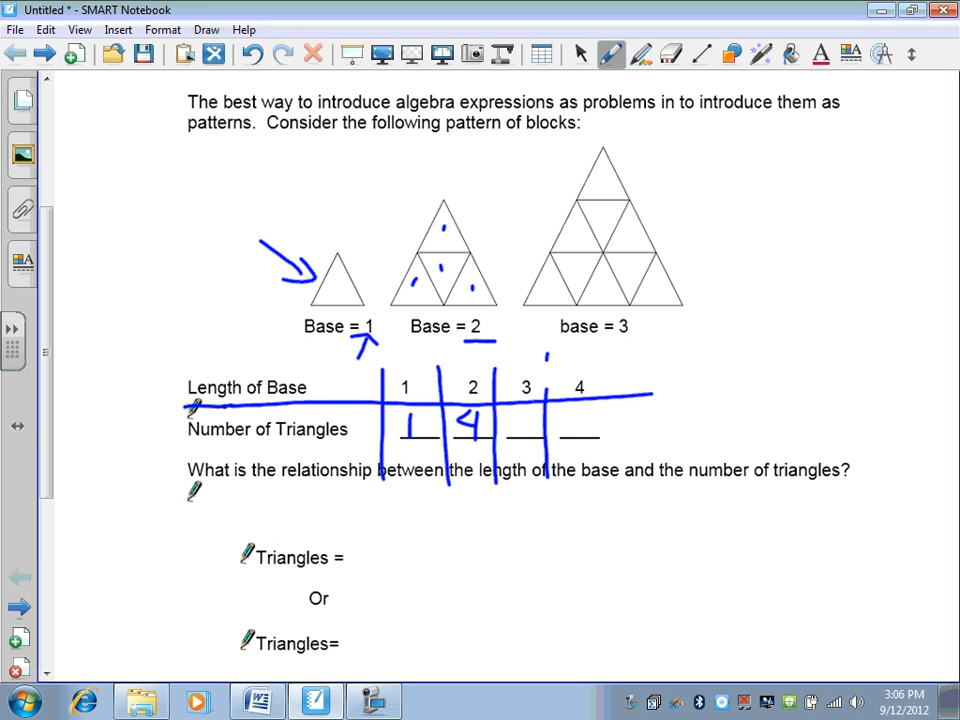 Untitled * - SMART Notebook
File Edit View Insert Format Draw Help
The best way to introduce algebra expressions as problems in to introduce them as
patterns. Consider the following pattern of blocks:
Base = 1 Base = 2 base = 3
Length of Base 1 2 3 4
Number of Triangles 1 4 ___ ___
What is the relationship between the length of the base and the number of triangles?
Triangles =
Or
Triangles=
3:06 PM
9/12/2012